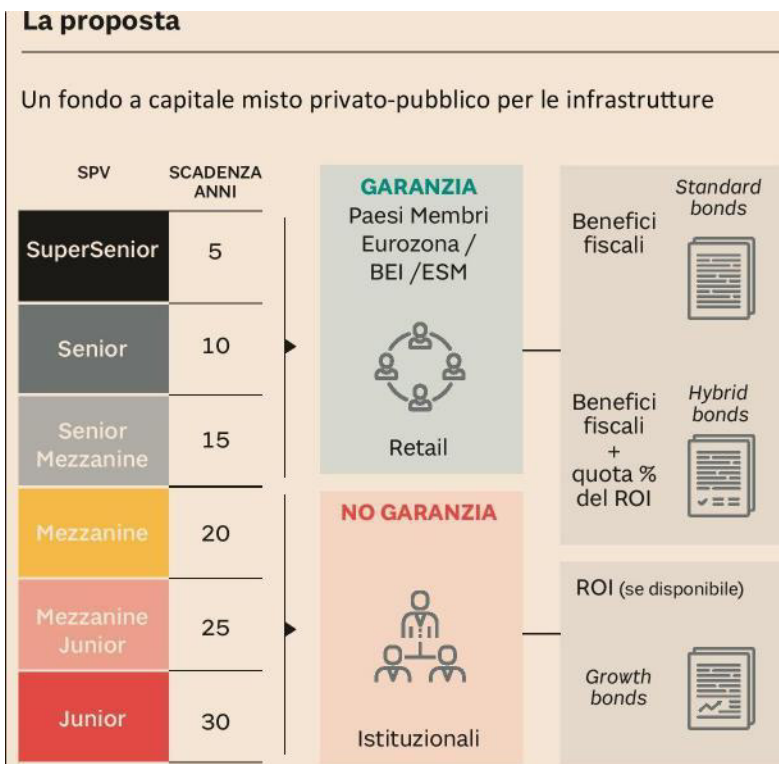 La proposta
Un fondo a capitale misto privato-pubblico per le infrastrutture
SPV
SCADENZA
ANNI
SuperSenior
5
Senior
10
Senior
Mezzanine
15
Mezzanine
20
Mezzanine
Junior
25
Junior
30
GARANZIA
Paesi Membri
Eurozona /
BEI /ESM
Retail
NO GARANZIA
Istituzionali
Benefici
fiscali
Standard
bonds
Benefici
fiscali
+
quota %
del ROI
Hybrid
bonds
ROI (se disponibile)
Growth
bonds